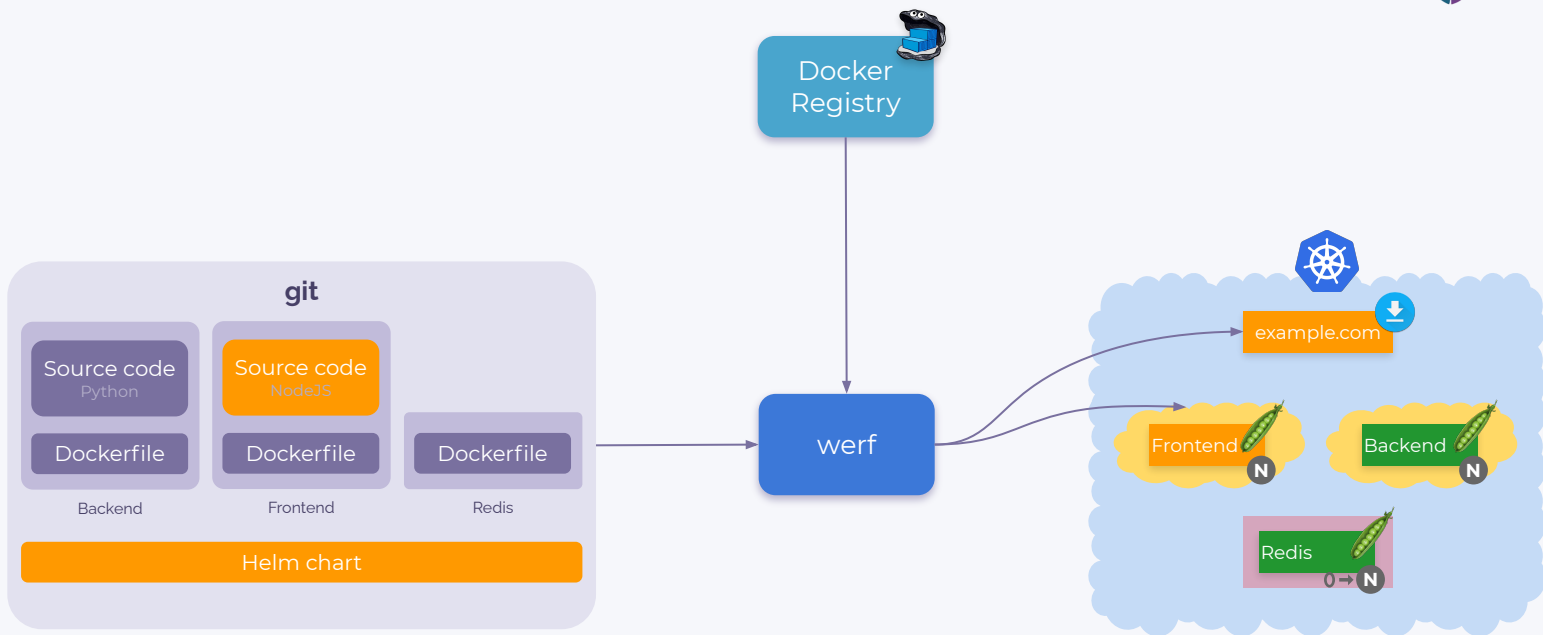 Docker
Registry
git
Source code
Python
Dockerfile
Backend
Source code
NodeJS
Dockerfile
Frontend
Dockerfile
Redis
Helm chart
werf
example.com
Frontend
N
Backend
N
Redis
0 → N